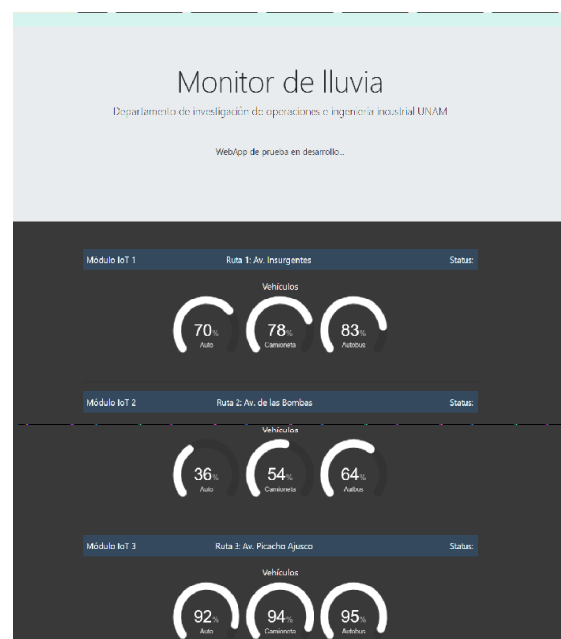 Monitor de lluvia
Departamento de investigación de operaciones e ingeniería industrial UNAM
WebApp de prueba en desarrollo...
Módulo IoT 1 Ruta 1: Av. Insurgentes Status:
Vehículos
70% 78% 83%
Auto Camioneta Autobus
Módulo IoT 2 Ruta 2: Av. de las Bombas Status:
Vehículos
36% 54% 64%
Auto Camioneta Autbus
Módulo IoT 3 Ruta 3: Av. Picacho Ajusco Status:
Vehículos
92% 94% 95%
Auto Camioneta Autobus